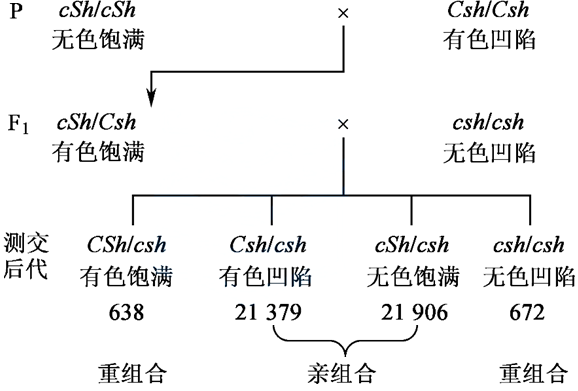 P cSh/cSh × Csh/Csh
无色饱满 有色凹陷
F₁ cSh/Csh × csh/csh
有色饱满 无色凹陷
测交后代
CSh/csh Csh/csh cSh/csh csh/csh
有色饱满 有色凹陷 无色饱满 无色凹陷
638 21 379 21 906 672
重组合 亲组合 重组合